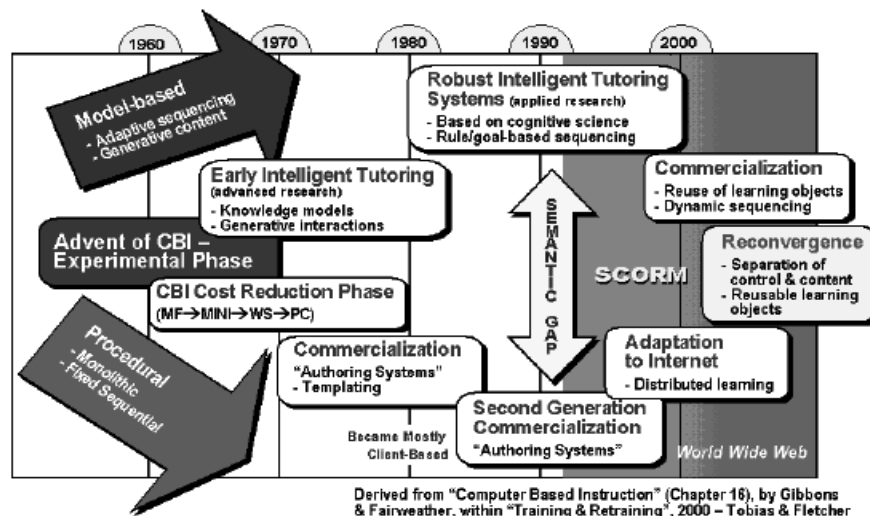 1960
1970
1980
1990
2000
Model-based
- Adaptive sequencing
- Generative content
Robust Intelligent Tutoring
Systems (applied research)
- Based on cognitive science
- Rule/goal-based sequencing
Early Intelligent Tutoring
(advanced research)
- Knowledge models
- Generative interactions
Commercialization
- Reuse of learning objects
- Dynamic sequencing
Advent of CBI –
Experimental Phase
SEMANTIC GAP
SCORM
Reconvergence
- Separation of
control & content
- Reusable learning
objects
CBI Cost Reduction Phase
(MF→MINI→WS→PC)
Procedural
- Monolithic
- Fixed Sequential
Commercialization
"Authoring Systems"
- Templating
Adaptation
to Internet
- Distributed learning
Became Mostly
Client-Based
Second Generation
Commercialization
"Authoring Systems"
World Wide Web
Derived from "Computer Based Instruction" (Chapter 16), by Gibbons
& Fairweather, within "Training & Retraining", 2000 – Tobias & Fletcher